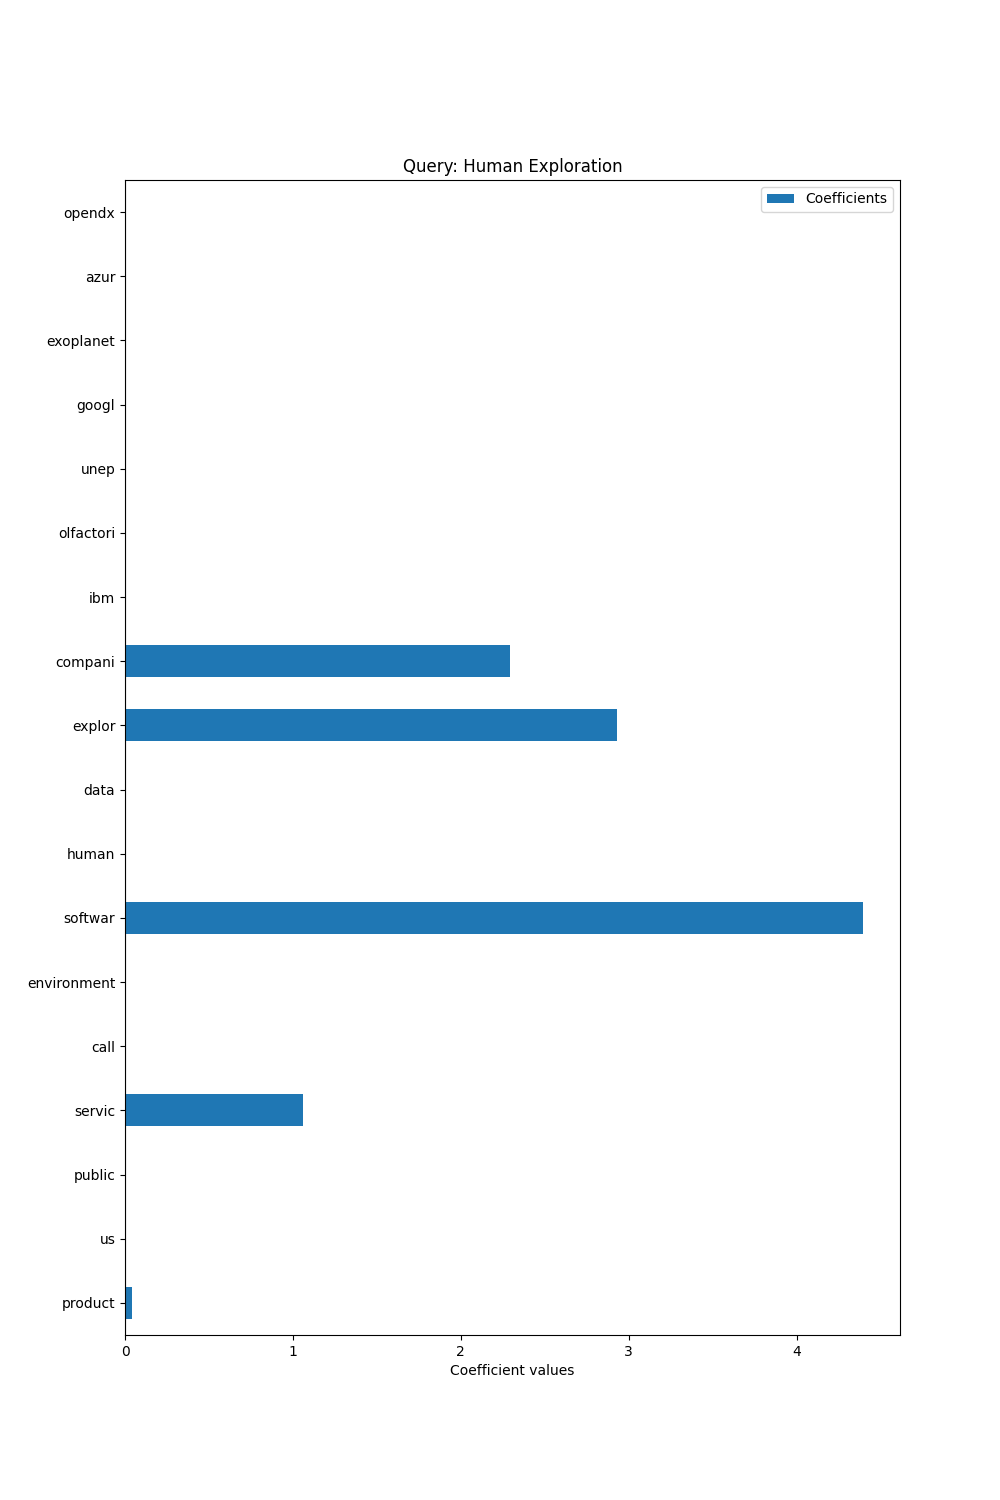 Query: Human Exploration
Coefficients
opendx
azur
exoplanet
googl
unep
olfactori
ibm
compani
explor
data
human
softwar
environment
call
servic
public
us
product
0 1 2 3 4
Coefficient values